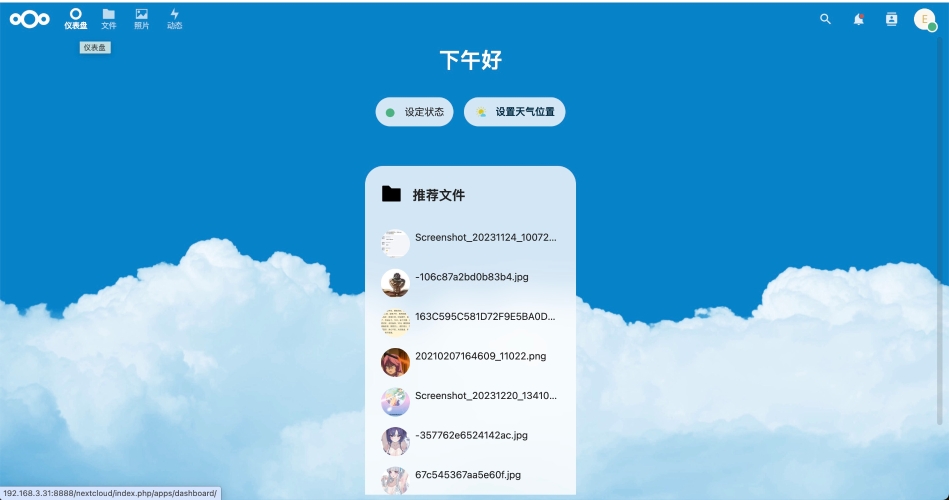 仪表盘
文件
照片
动态
E
仪表盘
下午好
设定状态
设置天气位置
推荐文件
Screenshot_20231124_10072...
-106c87a2bd0b83b4.jpg
163C595C581D72F9E5BA0D...
20210207164609_11022.png
Screenshot_20231220_13410...
-357762e6524142ac.jpg
67c545367aa5e60f.jpg
192.168.3.31:8888/nextcloud/index.php/apps/dashboard/